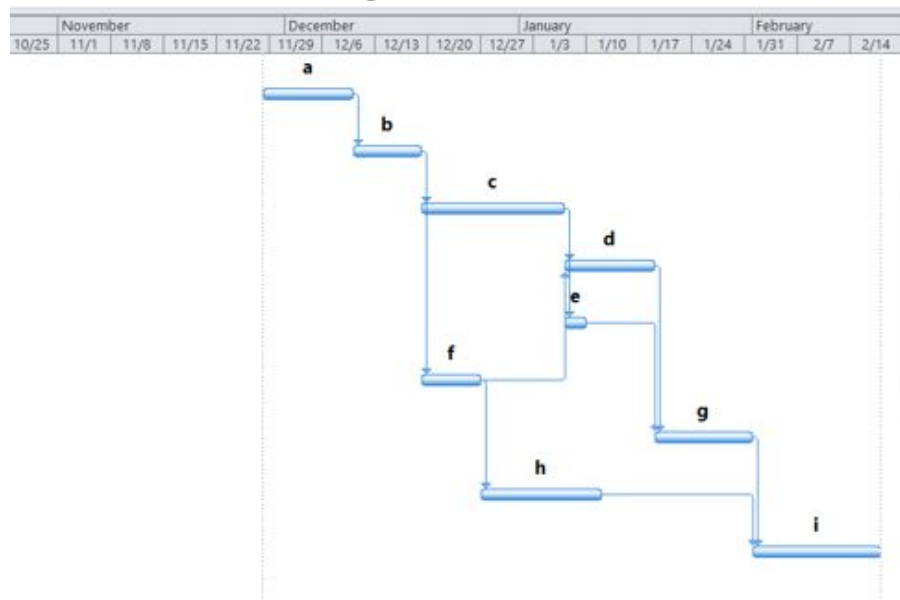 November December January February
10/25 11/1 11/8 11/15 11/22 11/29 12/6 12/13 12/20 12/27 1/3 1/10 1/17 1/24 1/31 2/7 2/14
a
b
c
d
e
f
g
h
i